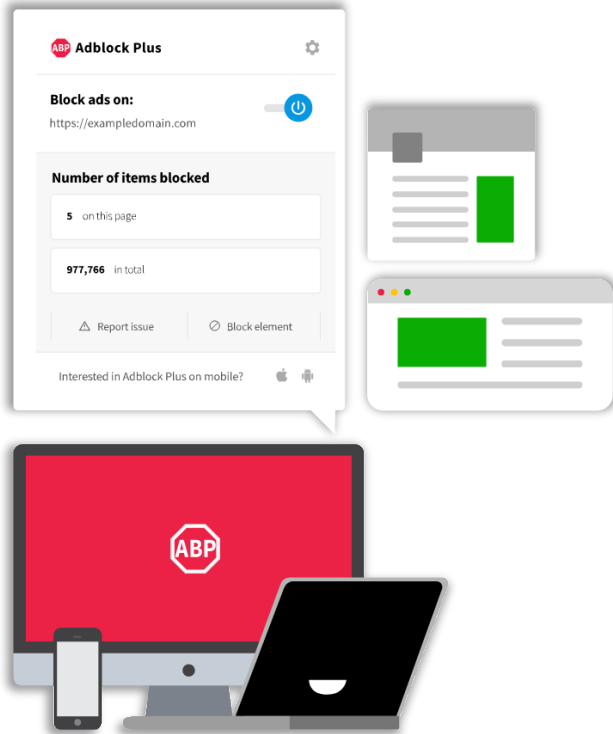 ABP Adblock Plus
Block ads on:
https://exampledomain.com
Number of items blocked
5 on this page
977,766 in total
Report issue Block element
Interested in Adblock Plus on mobile?
ABP